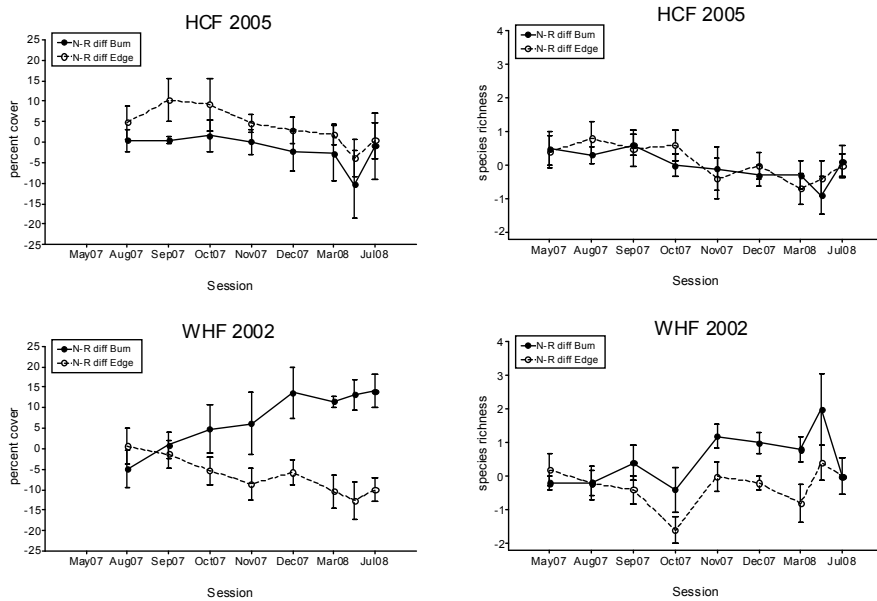 HCF 2005
N-R diff Burn
N-R diff Edge
percent cover
25
20
15
10
5
0
-5
-10
-15
-20
-25
May07 Aug07 Sep07 Oct07 Nov07 Dec07 Mar08 Jul08
Session
HCF 2005
N-R diff Burn
N-R diff Edge
species richness
4
3
2
1
0
-1
-2
May07 Aug07 Sep07 Oct07 Nov07 Dec07 Mar08 Jul08
Session
WHF 2002
N-R diff Burn
N-R diff Edge
percent cover
25
20
15
10
5
0
-5
-10
-15
-20
-25
May07 Aug07 Sep07 Oct07 Nov07 Dec07 Mar08 Jul08
Session
WHF 2002
N-R diff Burn
N-R diff Edge
species richness
4
3
2
1
0
-1
-2
May07 Aug07 Sep07 Oct07 Nov07 Dec07 Mar08 Jul08
Session